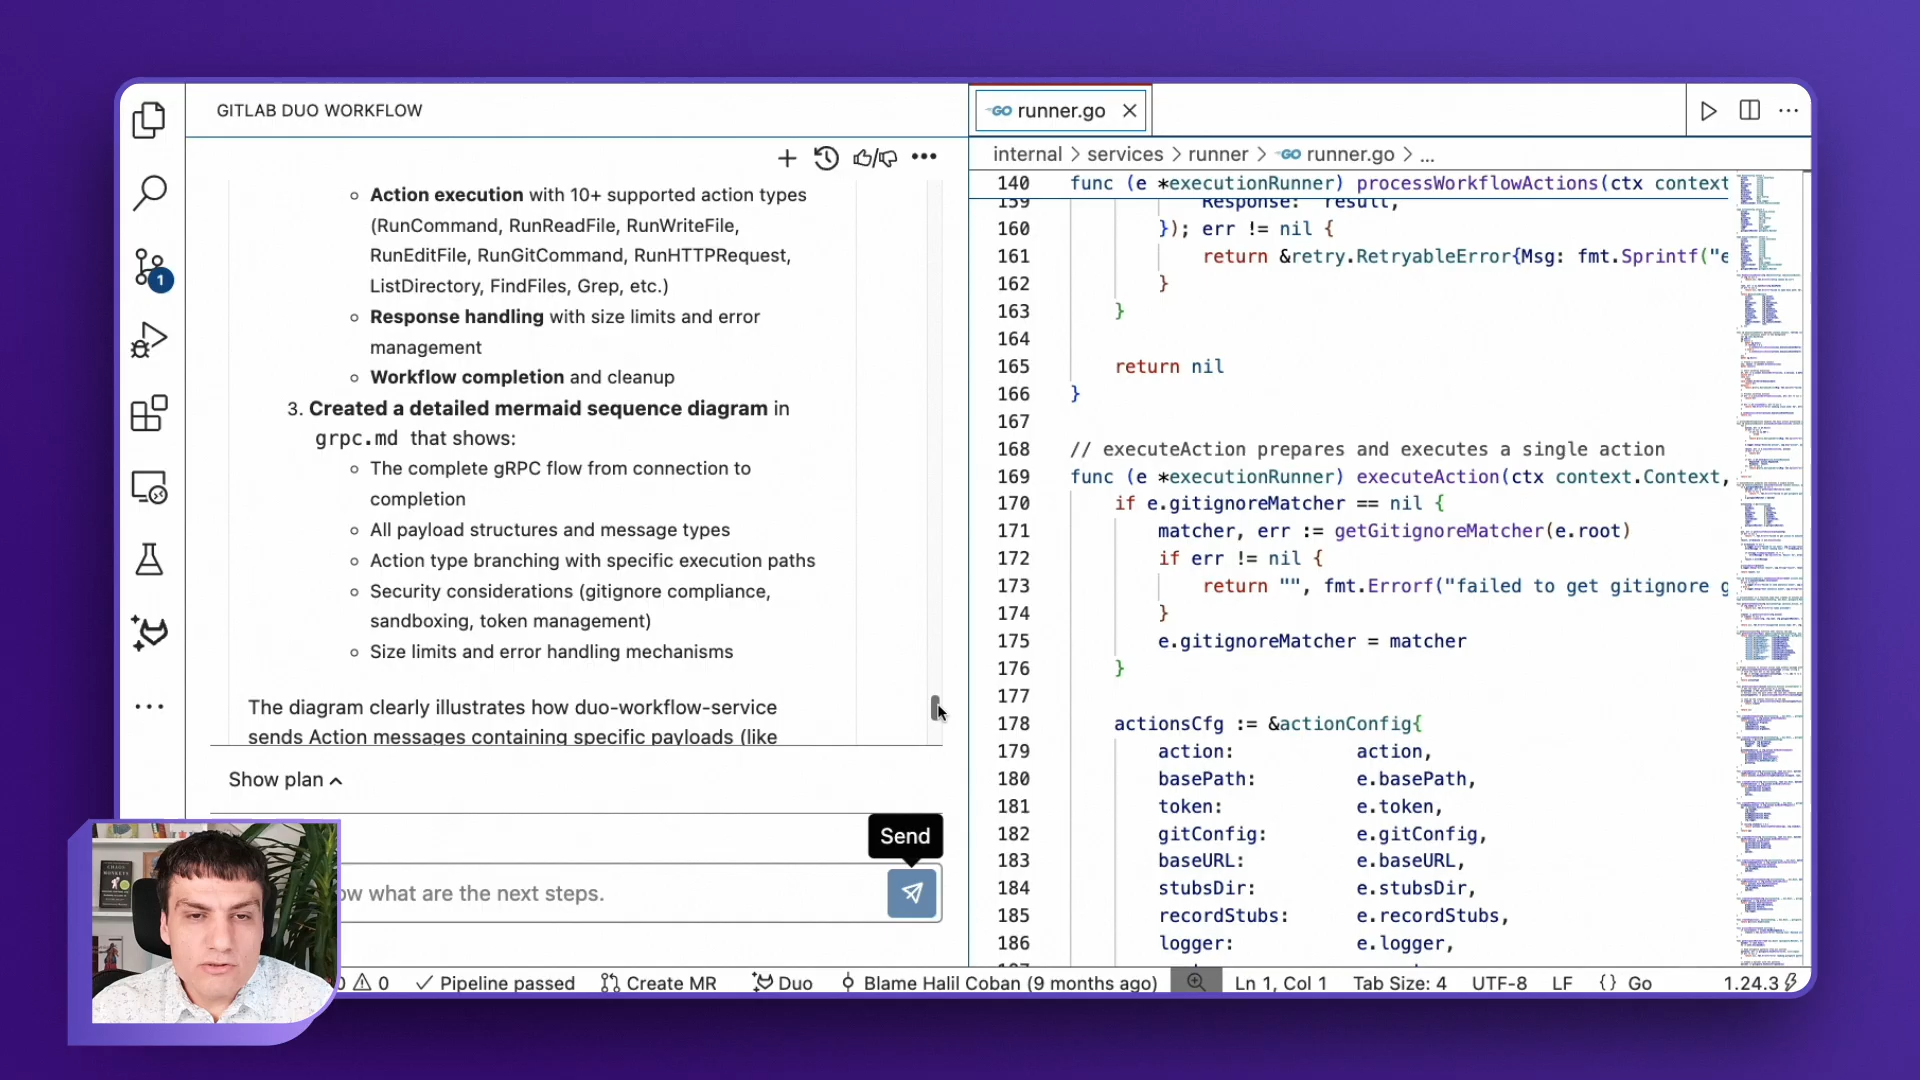 GITLAB DUO WORKFLOW
Action execution with 10+ supported action types
(RunCommand, RunReadFile, RunWriteFile,
RunEditFile, RunGitCommand, RunHTTPRequest,
ListDirectory, FindFiles, Grep, etc.)
Response handling with size limits and error
management
Workflow completion and cleanup
3. Created a detailed mermaid sequence diagram in
grpc.md that shows:
The complete gRPC flow from connection to
completion
All payload structures and message types
Action type branching with specific execution paths
Security considerations (gitignore compliance,
sandboxing, token management)
Size limits and error handling mechanisms
The diagram clearly illustrates how duo-workflow-service
sends Action messages containing specific payloads (like
Show plan
Send
ow what are the next steps.
1
GO runner.go
internal > services > runner > GO runner.go > ...
140 func (e *executionRunner) processWorkflowActions(ctx context
159 Response: result,
160 }); err != nil {
161 return &retry.RetryableError{Msg: fmt.Sprintf("e
162 }
163 }
164
165 return nil
166 }
167
168 // executeAction prepares and executes a single action
169 func (e *executionRunner) executeAction(ctx context.Context,
170 if e.gitignoreMatcher == nil {
171 matcher, err := getGitignoreMatcher(e.root)
172 if err != nil {
173 return "", fmt.Errorf("failed to get gitignore g
174 }
175 e.gitignoreMatcher = matcher
176 }
177
178 actionsCfg := &actionConfig{
179 action: action,
180 basePath: e.basePath,
181 token: e.token,
182 gitConfig: e.gitConfig,
183 baseURL: e.baseURL,
184 stubsDir: e.stubsDir,
185 recordStubs: e.recordStubs,
186 logger: e.logger,
0 0 Pipeline passed Create MR Duo Blame Halil Coban (9 months ago) Ln 1, Col 1 Tab Size: 4 UTF-8 LF {} Go 1.24.3